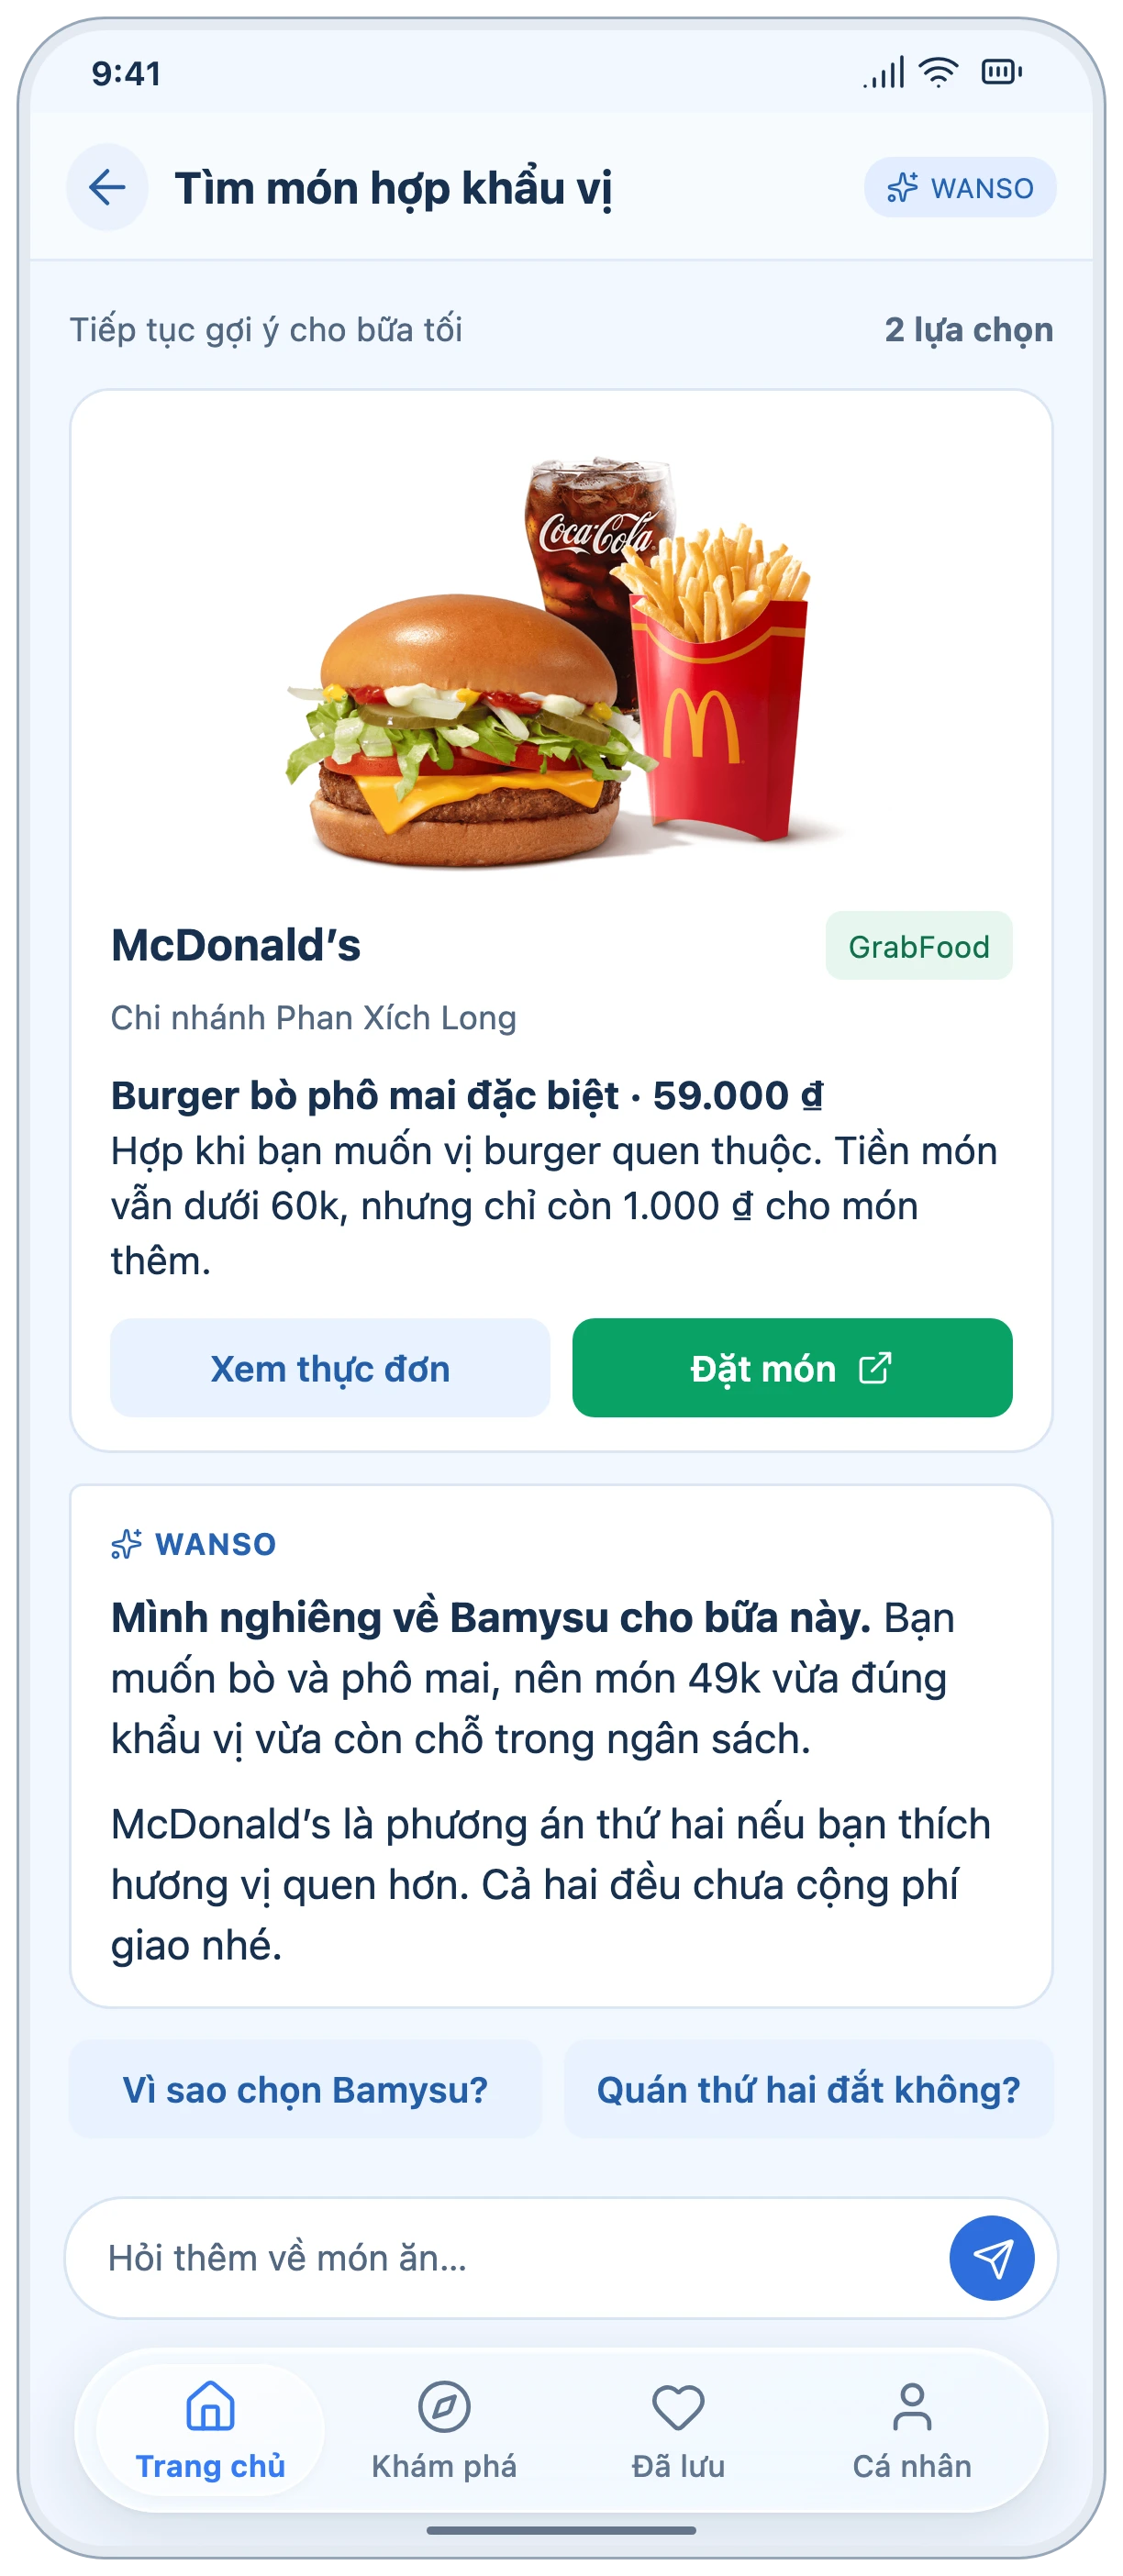 9:41
Tìm món hợp khẩu vị
WANSO
Tiếp tục gợi ý cho bữa tối
2 lựa chọn
Coca-Cola
McDonald’s
GrabFood
Chi nhánh Phan Xích Long
Burger bò phô mai đặc biệt · 59.000 ₫
Hợp khi bạn muốn vị burger quen thuộc. Tiền món
vẫn dưới 60k, nhưng chỉ còn 1.000 ₫ cho món
thêm.
Xem thực đơn
Đặt món
WANSO
Mình nghiêng về Bamysu cho bữa này. Bạn
muốn bò và phô mai, nên món 49k vừa đúng
khẩu vị vừa còn chỗ trong ngân sách.
McDonald’s là phương án thứ hai nếu bạn thích
hương vị quen hơn. Cả hai đều chưa cộng phí
giao nhé.
Vì sao chọn Bamysu?
Quán thứ hai đắt không?
Hỏi thêm về món ăn...
Trang chủ
Khám phá
Đã lưu
Cá nhân